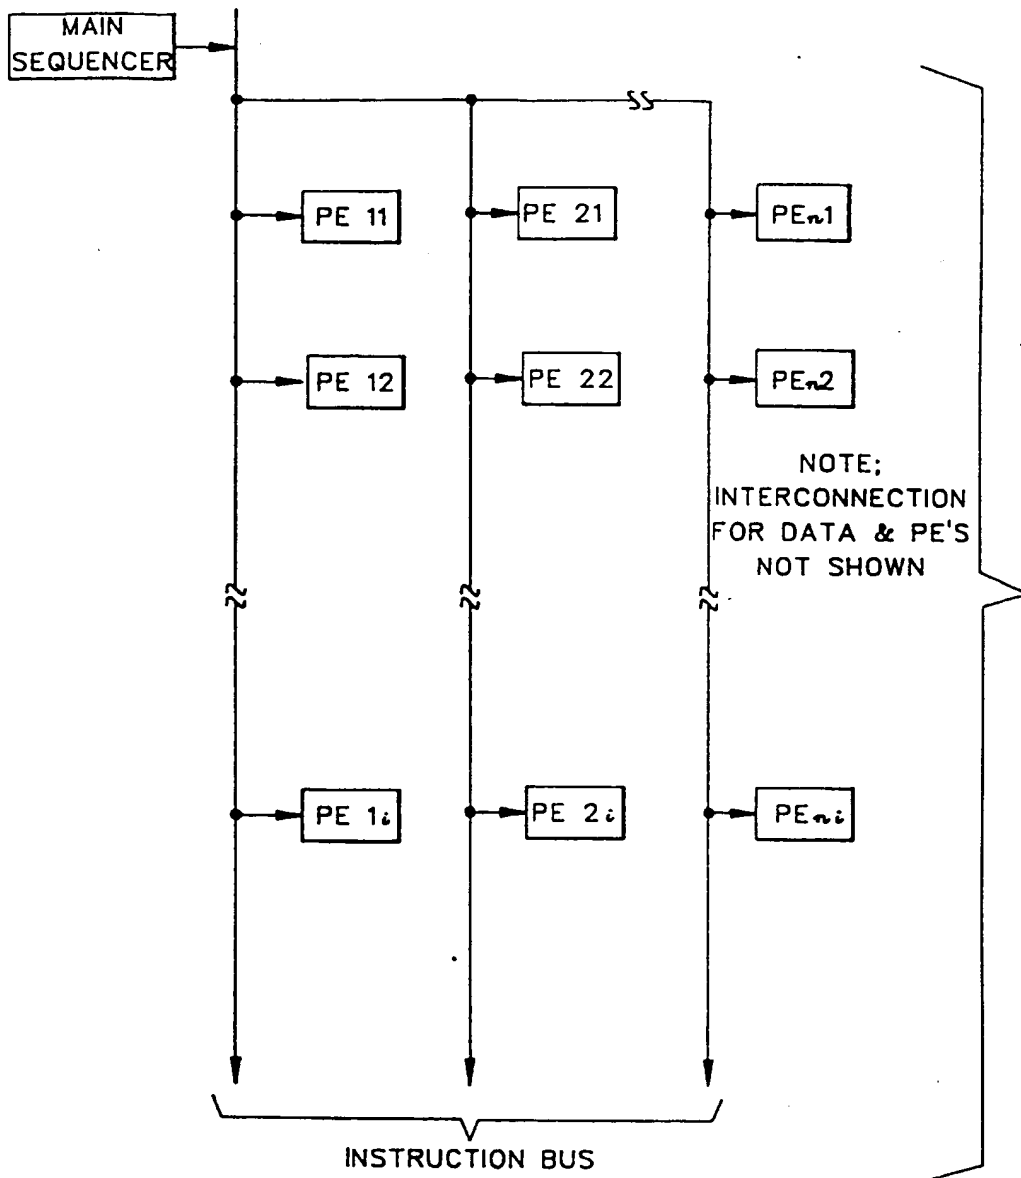 MAIN
SEQUENCER
PE 11
PE 21
PEn1
PE 12
PE 22
PEn2
NOTE;
INTERCONNECTION
FOR DATA & PE'S
NOT SHOWN
PE 1i
PE 2i
PEni
INSTRUCTION BUS